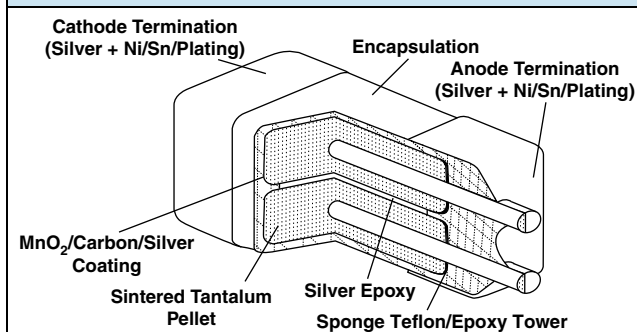 Cathode Termination
(Silver + Ni/Sn/Plating)
Encapsulation
Anode Termination
(Silver + Ni/Sn/Plating)
MnO₂/Carbon/Silver
Coating
Sintered Tantalum
Pellet
Silver Epoxy
Sponge Teflon/Epoxy Tower